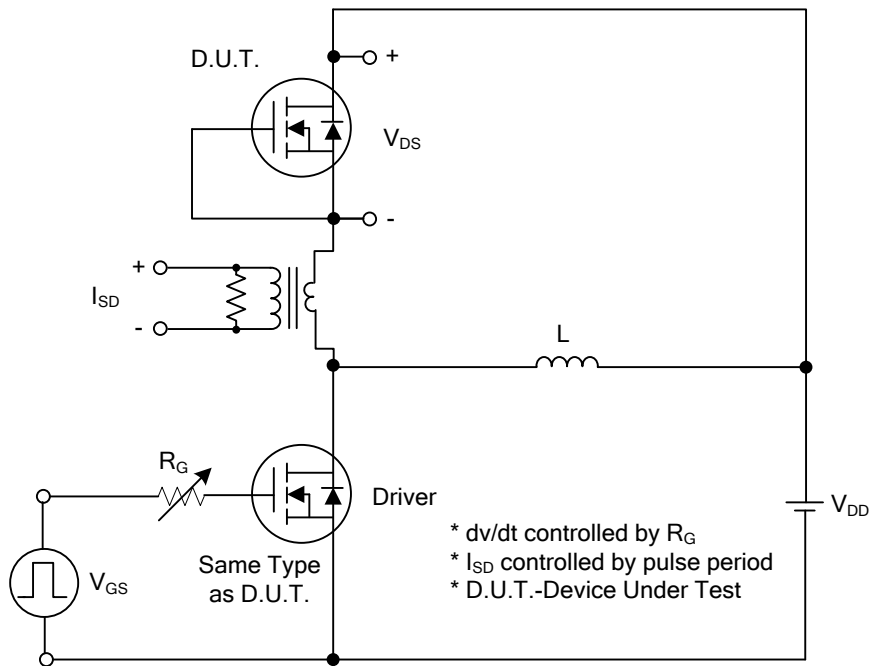 D.U.T.
+
V_DS
-
+
I_SD
-
L
R_G
Driver
V_DD
V_GS
Same Type
as D.U.T.
* dv/dt controlled by R_G
* I_SD controlled by pulse period
* D.U.T.-Device Under Test